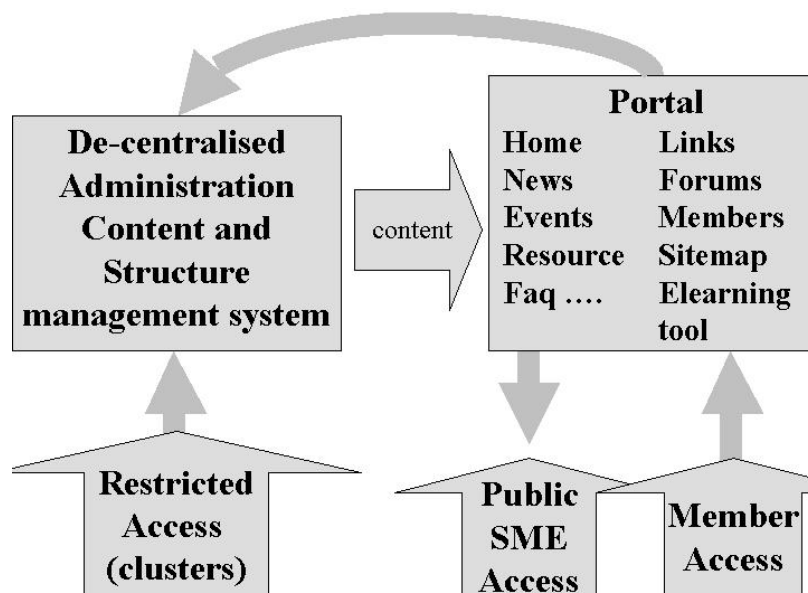 De-centralised
Administration
Content and
Structure
management system
content
Portal
Home
News
Events
Resource
Faq ....
Links
Forums
Members
Sitemap
Elearning
tool
Restricted
Access
(clusters)
Public
SME
Access
Member
Access